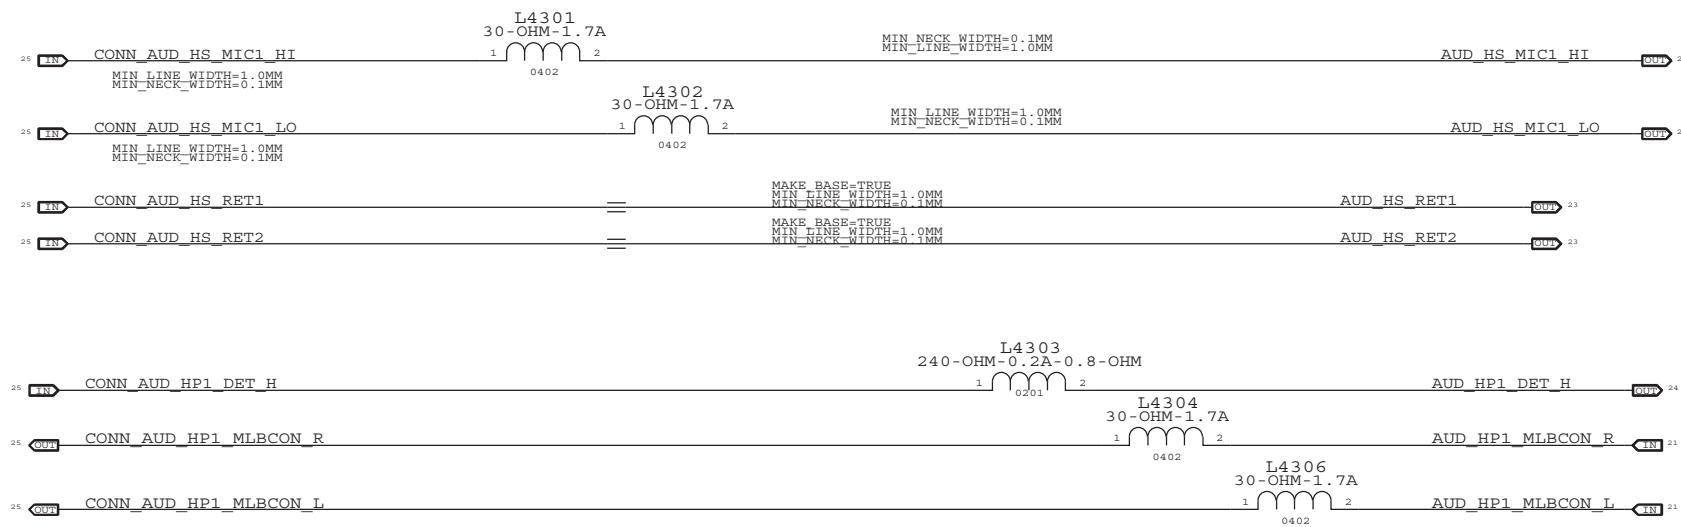 L4301
30-OHM-1.7A
25 IN CONN_AUD_HS_MIC1_HI 1 2 AUD_HS_MIC1_HI OUT 2
MIN_NECK_WIDTH=0.1MM
MIN_LINE_WIDTH=1.0MM
0402
MIN_LINE_WIDTH=1.0MM
MIN_NECK_WIDTH=0.1MM
L4302
30-OHM-1.7A
25 IN CONN_AUD_HS_MIC1_LO 1 2 AUD_HS_MIC1_LO OUT 2
MIN_LINE_WIDTH=1.0MM
MIN_NECK_WIDTH=0.1MM
0402
MIN_LINE_WIDTH=1.0MM
MIN_NECK_WIDTH=0.1MM
MAKE_BASE=TRUE
MIN_LINE_WIDTH=1.0MM
MIN_NECK_WIDTH=0.1MM
25 IN CONN_AUD_HS_RET1 AUD_HS_RET1 OUT 23
MAKE_BASE=TRUE
MIN_LINE_WIDTH=1.0MM
MIN_NECK_WIDTH=0.1MM
25 IN CONN_AUD_HS_RET2 AUD_HS_RET2 OUT 23
L4303
240-OHM-0.2A-0.8-OHM
25 IN CONN_AUD_HP1_DET_H 1 2 AUD_HP1_DET_H OUT 24
0201
L4304
30-OHM-1.7A
25 OUT CONN_AUD_HP1_MLBCON_R 1 2 AUD_HP1_MLBCON_R IN 21
0402
L4306
30-OHM-1.7A
25 OUT CONN_AUD_HP1_MLBCON_L 1 2 AUD_HP1_MLBCON_L IN 21
0402